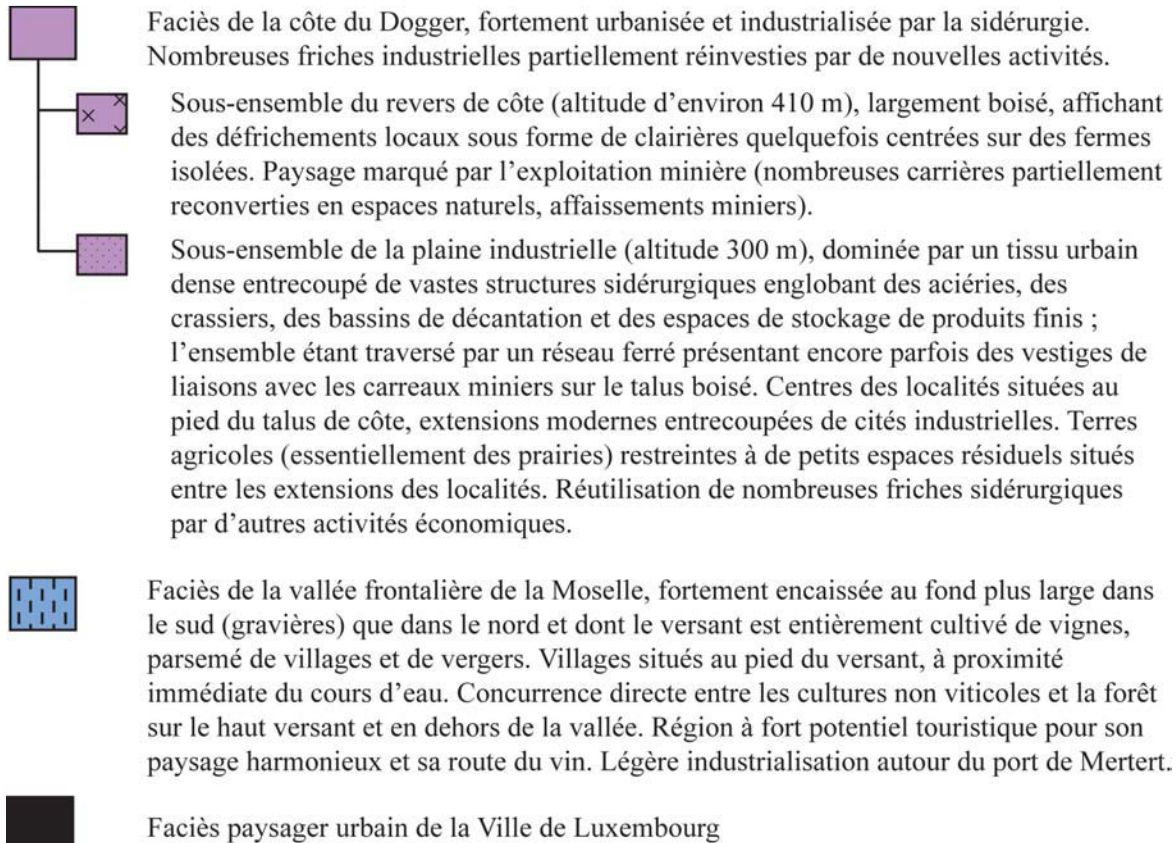 Faciès de la côte du Dogger, fortement urbanisée et industrialisée par la sidérurgie.
Nombreuses friches industrielles partiellement réinvesties par de nouvelles activités.
Sous-ensemble du revers de côte (altitude d'environ 410 m), largement boisé, affichant
des défrichements locaux sous forme de clairières quelquefois centrées sur des fermes
isolées. Paysage marqué par l'exploitation minière (nombreuses carrières partiellement
reconverties en espaces naturels, affaissements miniers).
Sous-ensemble de la plaine industrielle (altitude 300 m), dominée par un tissu urbain
dense entrecoupé de vastes structures sidérurgiques englobant des aciéries, des
crassiers, des bassins de décantation et des espaces de stockage de produits finis ;
l'ensemble étant traversé par un réseau ferré présentant encore parfois des vestiges de
liaisons avec les carreaux miniers sur le talus boisé. Centres des localités situées au
pied du talus de côte, extensions modernes entrecoupées de cités industrielles. Terres
agricoles (essentiellement des prairies) restreintes à de petits espaces résiduels situés
entre les extensions des localités. Réutilisation de nombreuses friches sidérurgiques
par d'autres activités économiques.
Faciès de la vallée frontalière de la Moselle, fortement encaissée au fond plus large dans
le sud (gravières) que dans le nord et dont le versant est entièrement cultivé de vignes,
parsemé de villages et de vergers. Villages situés au pied du versant, à proximité
immédiate du cours d'eau. Concurrence directe entre les cultures non viticoles et la forêt
sur le haut versant et en dehors de la vallée. Région à fort potentiel touristique pour son
paysage harmonieux et sa route du vin. Légère industrialisation autour du port de Mertert.
Faciès paysager urbain de la Ville de Luxembourg